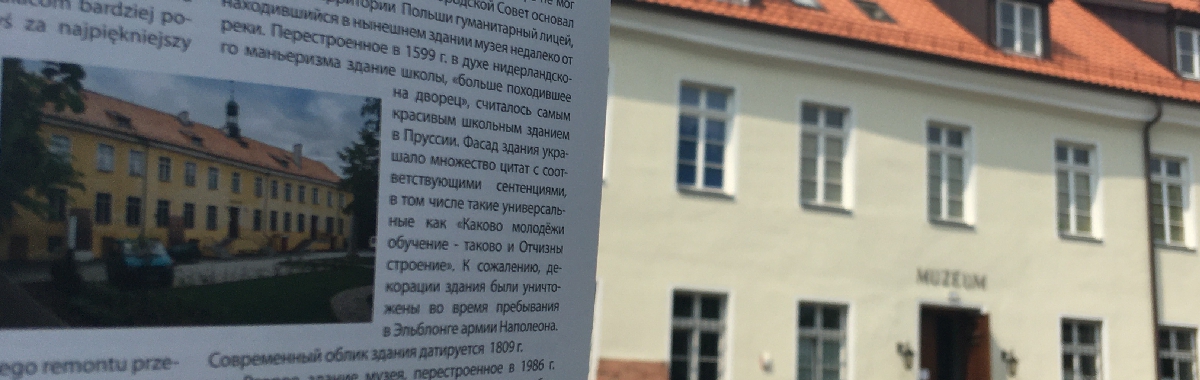 bardziej po-
ś za najpiękniejszy
ego remontu prze-
ородской Совет основал
территории Польши гуманитарный лицей,
находившийся в нынешнем здании музея недалеко от
реки. Перестроенное в 1599 г. в духе нидерландско-
го маньеризма здание школы, «больше походившее
на дворец», считалось самым
красивым школьным зданием
в Пруссии. Фасад здания укра-
шало множество цитат с соот-
ветствующими сентенциями,
в том числе такие универсаль-
ные как «Каково молодёжи
обучение - таково и Отчизны
строение». К сожалению, де-
корации здания были уничто-
жены во время пребывания
в Эльблонге армии Наполеона.
Современный облик здания датируется 1809 г.
здание музея, перестроенное в 1986 г.
MUZEUM